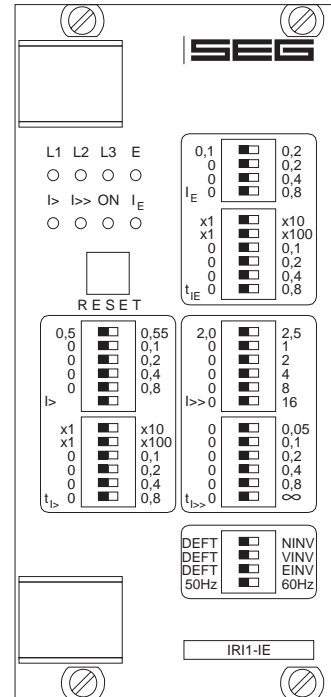 SEG
L1 L2 L3 E
I> I>> ON IE
RESET
0,1 0,2
0 0,2
0 0,4
IE 0 0,8
x1 x10
x1 x100
0 0,1
0 0,2
0 0,4
tIE 0 0,8
0,5 0,55
0 0,1
0 0,2
0 0,4
0 0,8
I>
x1 x10
x1 x100
0 0,1
0 0,2
0 0,4
tI> 0 0,8
2,0 2,5
0 1
0 2
0 4
0 8
I>> 0 16
0 0,05
0 0,1
0 0,2
0 0,4
0 0,8
tI>> 0 ∞
DEFT NINV
DEFT VINV
DEFT EINV
50Hz 60Hz
IRI1-IE